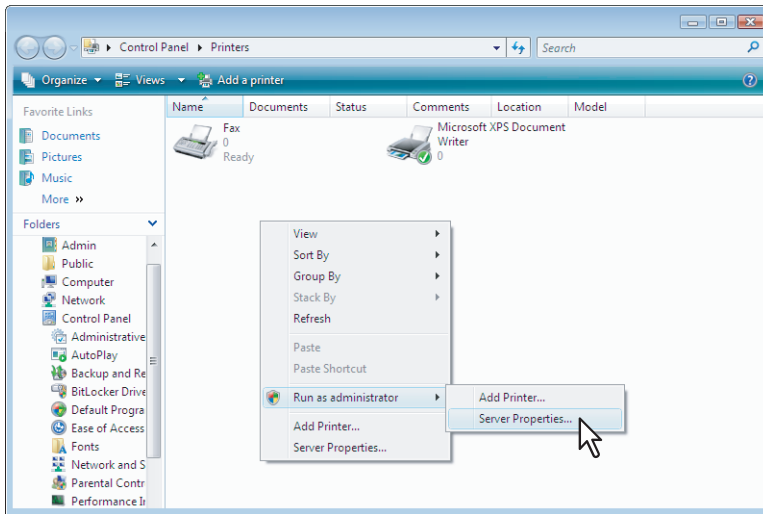 Control Panel ▸ Printers
Search
Organize Views Add a printer
Favorite Links
Documents
Pictures
Music
More »
Folders
Admin
Public
Computer
Network
Control Panel
Administrative
AutoPlay
Backup and Re
BitLocker Drive
Default Progra
Ease of Access
Fonts
Network and S
Parental Contr
Performance Ir
Name Documents Status Comments Location Model
Fax
0
Ready
Microsoft XPS Document
Writer
0
View
Sort By
Group By
Stack By
Refresh
Paste
Paste Shortcut
Run as administrator
Add Printer...
Server Properties...
Add Printer...
Server Properties...